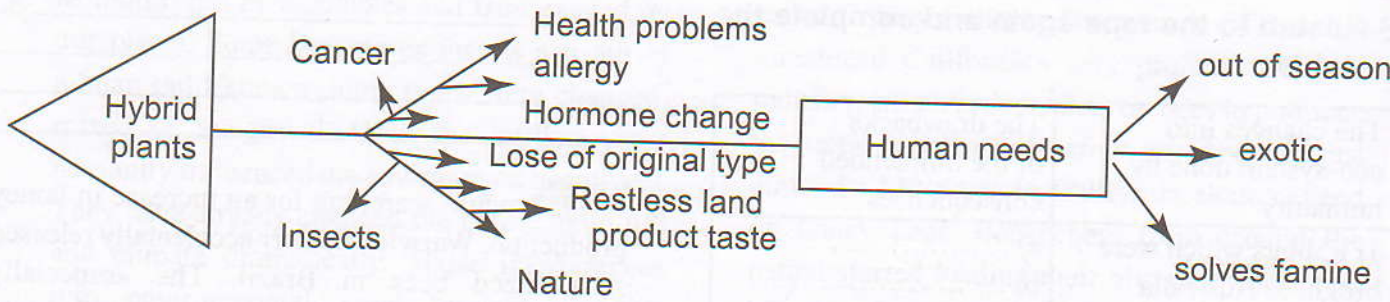 Health problems
Cancer
allergy
out of season
Hybrid
plants
Hormone change
Lose of original type
Human needs
exotic
Restless land
Insects
product taste
solves famine
Nature